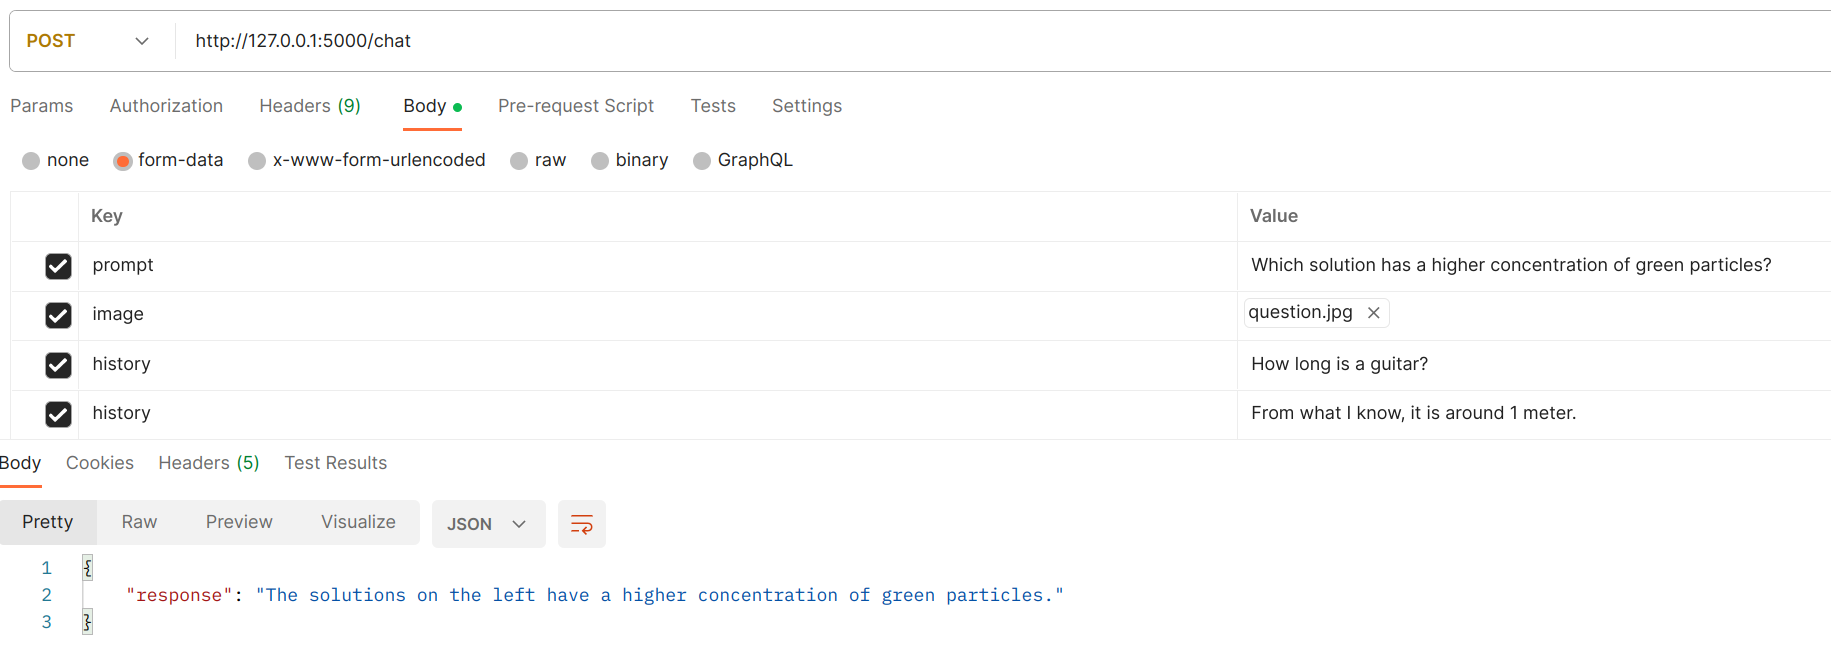 POST http://127.0.0.1:5000/chat
Params Authorization Headers (9) Body Pre-request Script Tests Settings
none form-data x-www-form-urlencoded raw binary GraphQL
Key Value
prompt Which solution has a higher concentration of green particles?
image question.jpg
history How long is a guitar?
history From what I know, it is around 1 meter.
Body Cookies Headers (5) Test Results
Pretty Raw Preview Visualize JSON
1 {
2 "response": "The solutions on the left have a higher concentration of green particles."
3 }